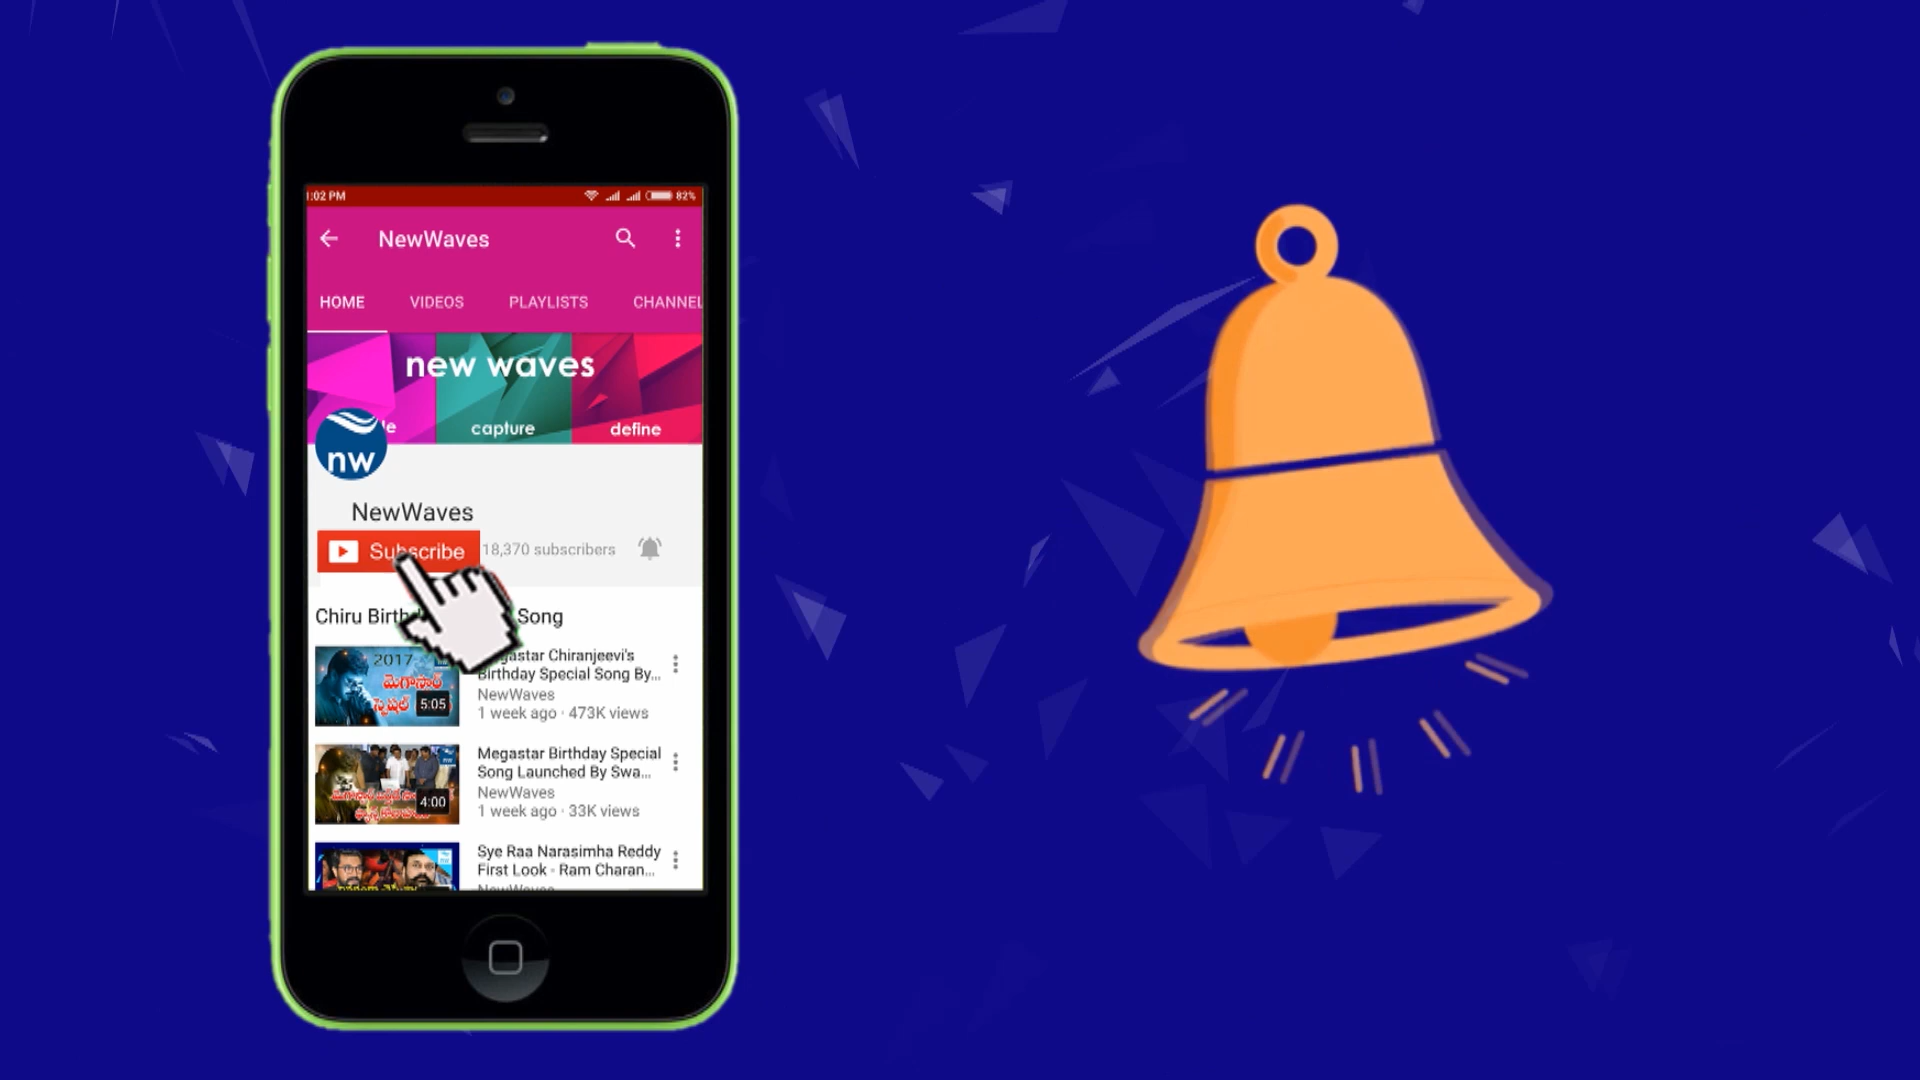 1:02 PM 82%
NewWaves
HOME VIDEOS PLAYLISTS CHANNEL
new waves
capture define
nw
NewWaves
Subscribe 18,370 subscribers
Song
2017
మెగాస్టార్
స్పెషల్
5:05
Chiranjeevi's
Birthday Special Song By...
NewWaves
1 week ago · 473K views
4:00
Megastar Birthday Special
Song Launched By Swa...
NewWaves
1 week ago · 33K views
Sye Raa Narasimha Reddy
First Look - Ram Charan...